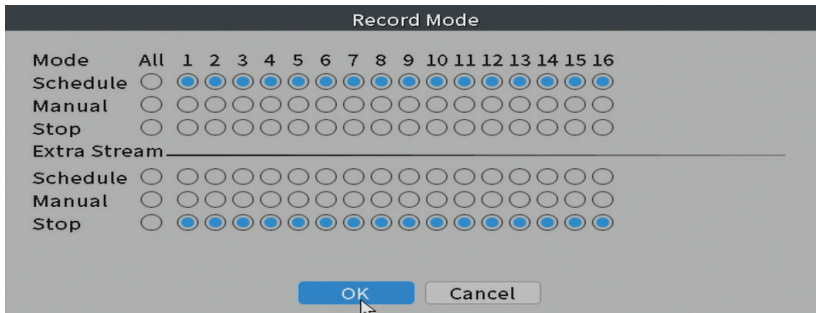 Record Mode
Mode All 1 2 3 4 5 6 7 8 9 10 11 12 13 14 15 16
Schedule
Manual
Stop
Extra Stream
Schedule
Manual
Stop
OK Cancel